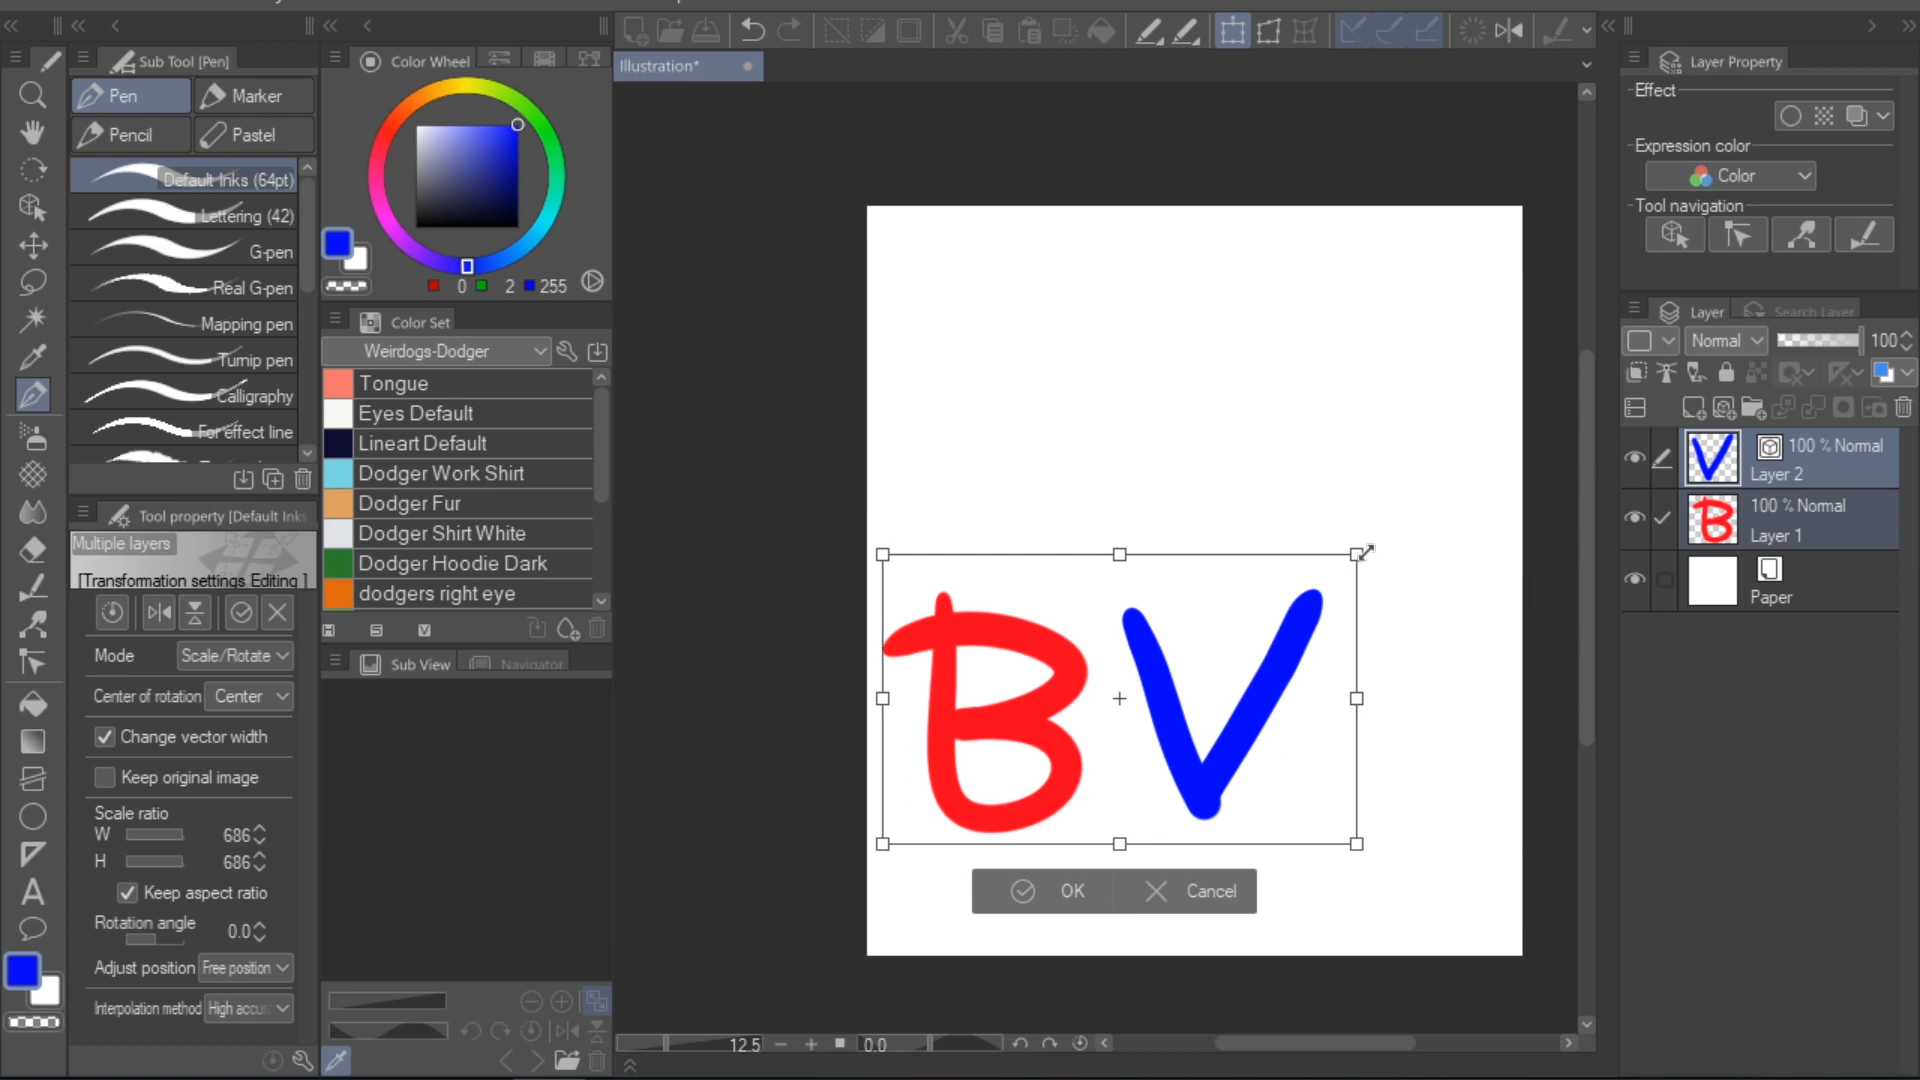 Sub Tool [Pen]
Pen
Marker
Pencil
Pastel
Default Inks (64pt)
Lettering (42)
G-pen
Real G-pen
Mapping pen
Turnip pen
Calligraphy
For effect line
Tool property [Default Inks
Multiple layers
[Transformation settings Editing ]
Mode
Scale/Rotate
Center of rotation
Center
Change vector width
Keep original image
Scale ratio
W
686
H
686
Keep aspect ratio
Rotation angle
0.0
Adjust position
Free position
Interpolation method
High accur
Color Wheel
0
2
255
Color Set
Weirdogs-Dodger
Tongue
Eyes Default
Lineart Default
Dodger Work Shirt
Dodger Fur
Dodger Shirt White
Dodger Hoodie Dark
dodgers right eye
H
S
V
Sub View
Navigator
Illustration*
B V
OK
Cancel
12.5
0.0
Layer Property
Effect
Expression color
Color
Tool navigation
Layer
Search Layer
Normal
100
V
100 % Normal
Layer 2
B
100 % Normal
Layer 1
Paper